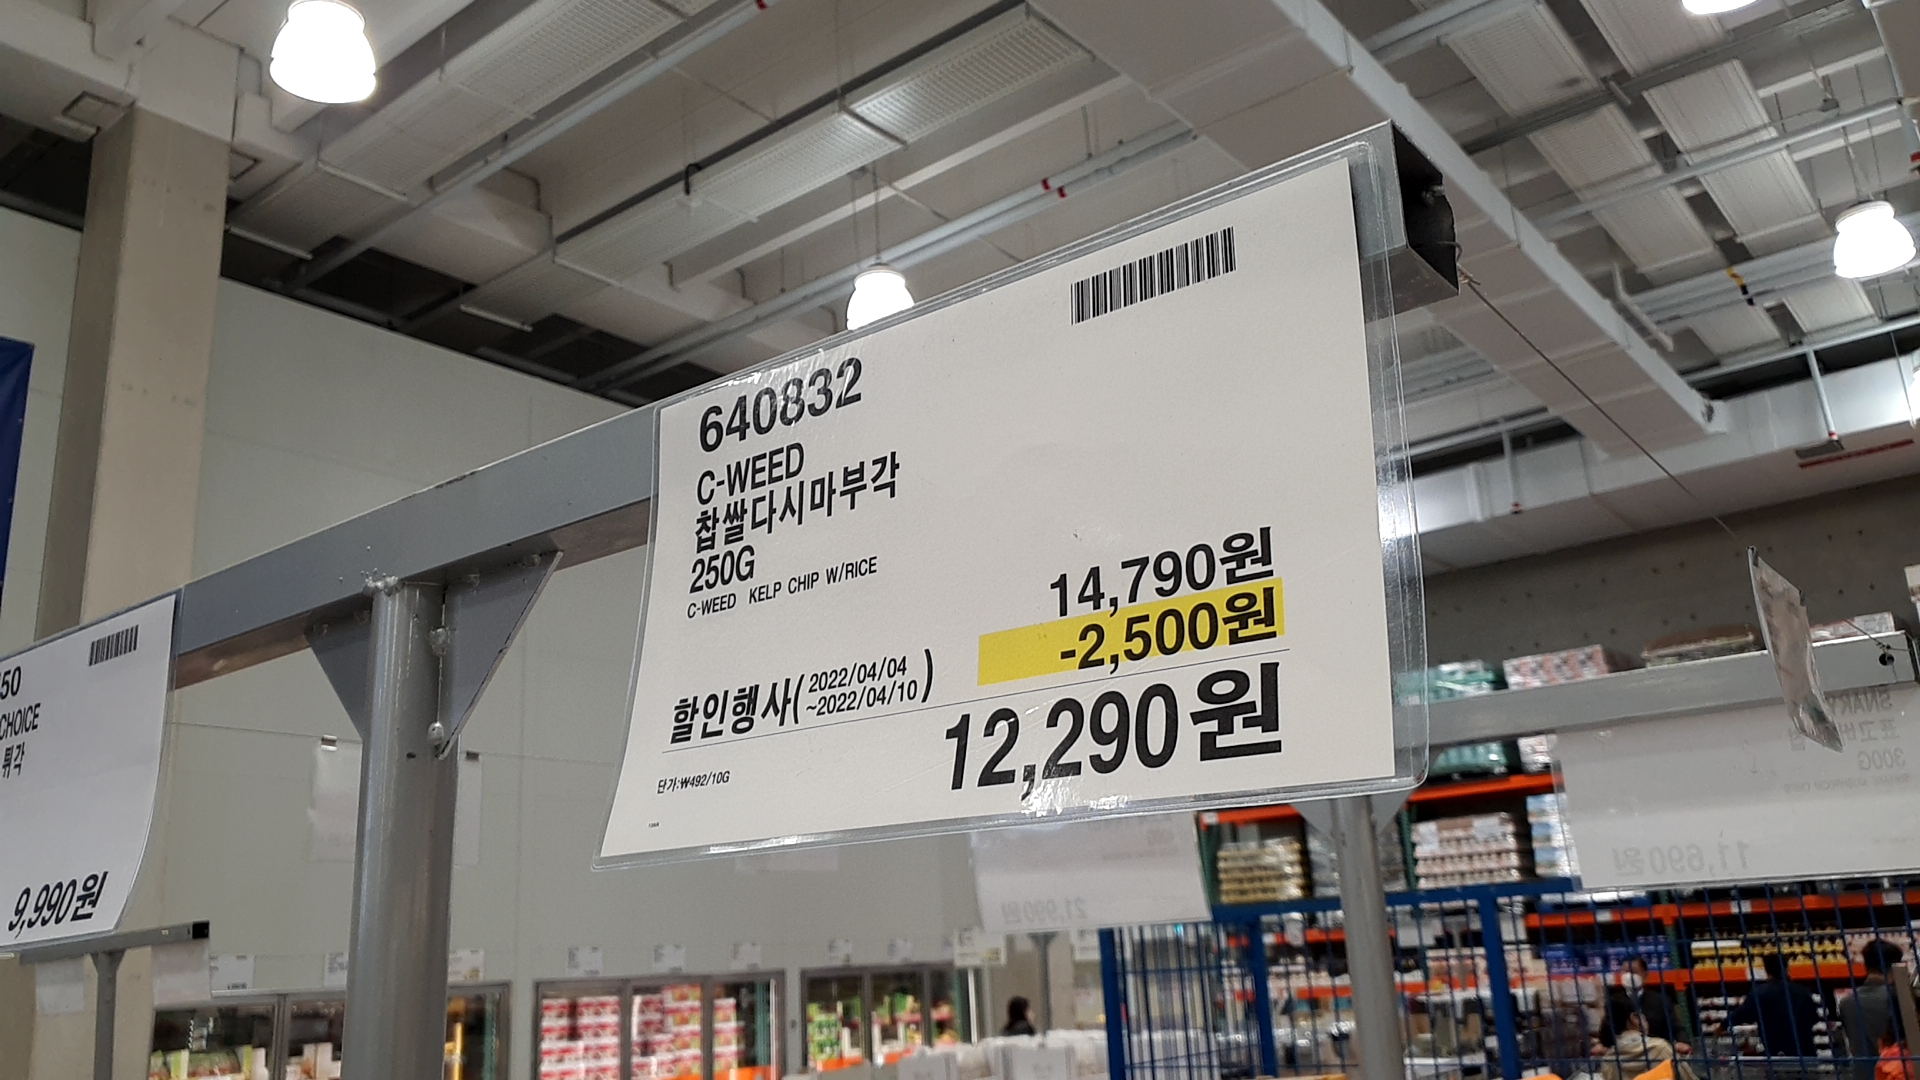 640832
C-WEED
찹쌀다시마부각
250G
C-WEED KELP CHIP W/RICE
14,790원
-2,500원
할인행사(2022/04/04
~2022/04/10)
12,290원
단가:₩492/10G
50
CHOICE
튀각
9,990원
300G
11,690원
21,990원